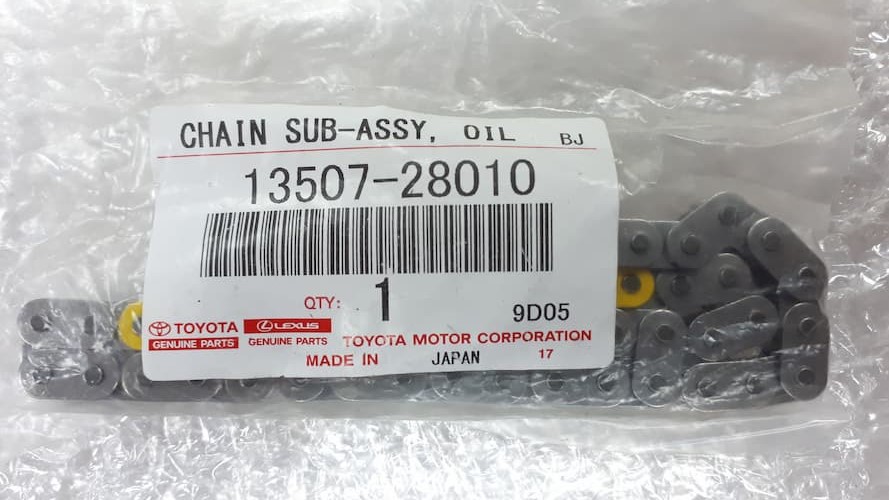 CHAIN SUB-ASSY, OIL BJ
13507-28010
QTY: 1 9D05
TOYOTA LEXUS
GENUINE PARTS GENUINE PARTS TOYOTA MOTOR CORPORATION
MADE IN JAPAN 17